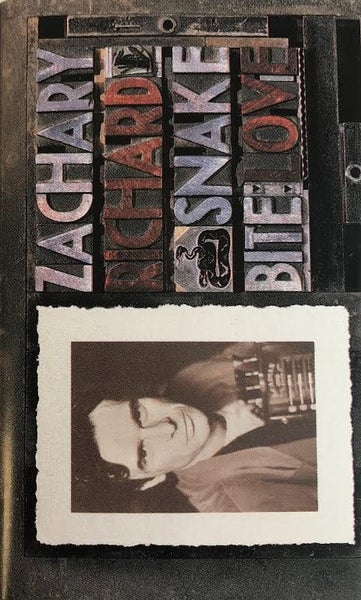 ZACHARY
RICHARD
SNAKE
BITE LOVE